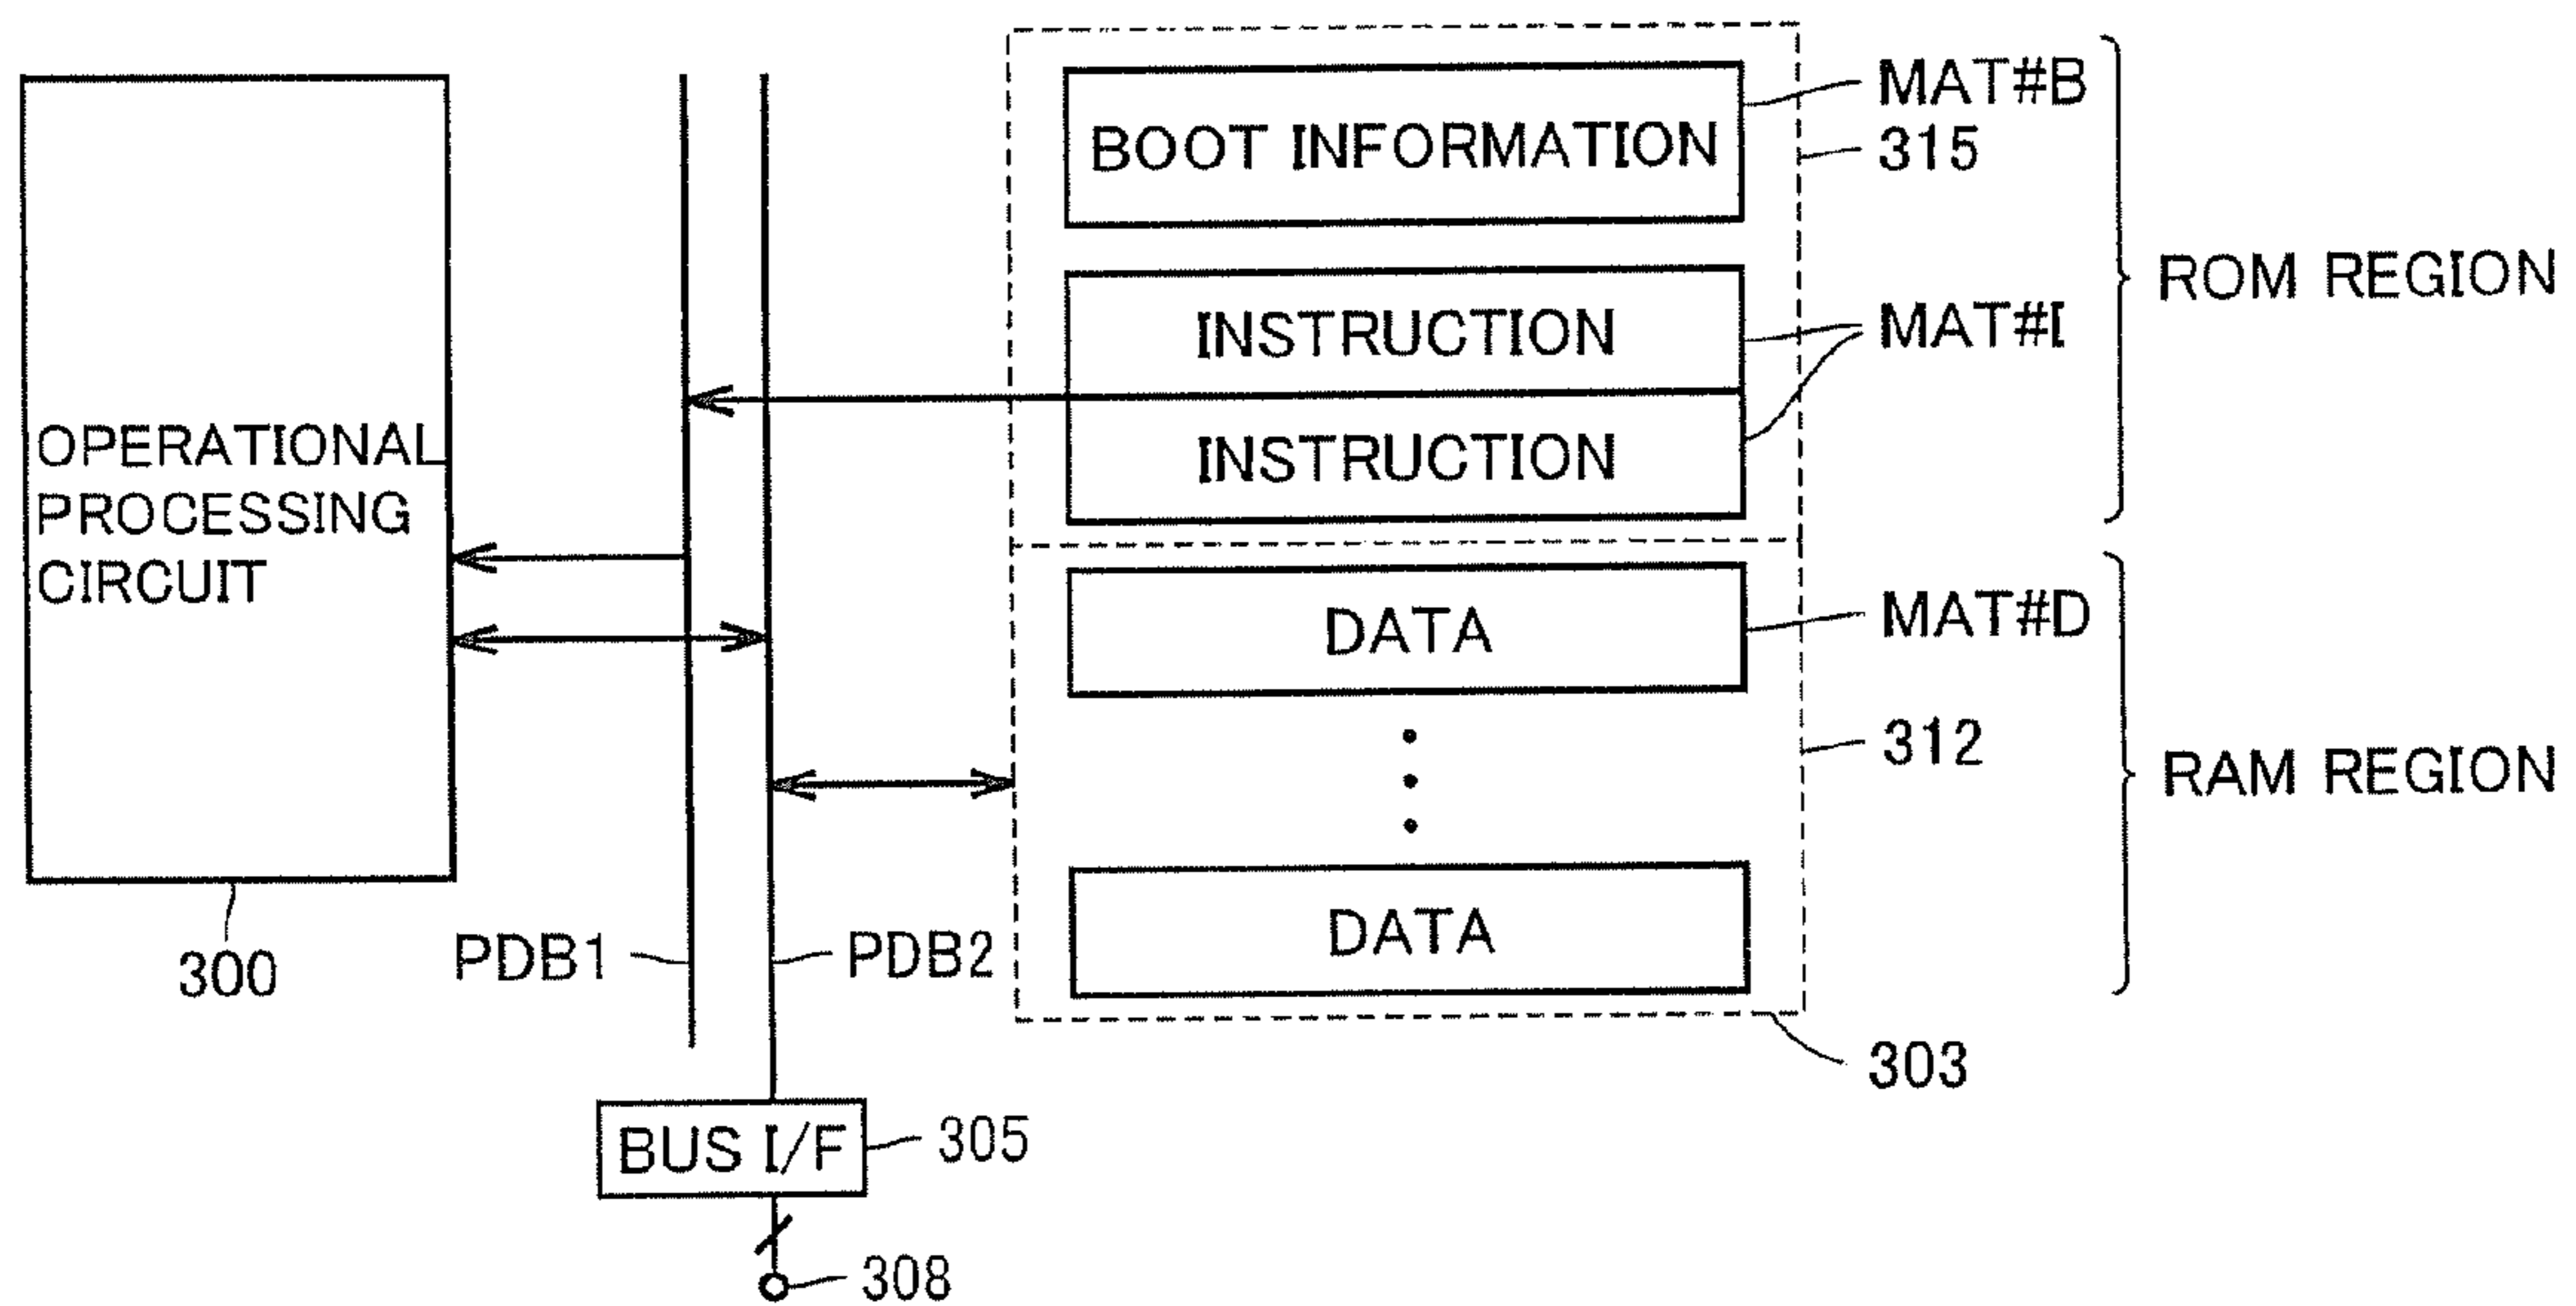 MAT#B
BOOT INFORMATION
315
ROM REGION
INSTRUCTION
MAT#I
INSTRUCTION
OPERATIONAL
PROCESSING
CIRCUIT
DATA
MAT#D
312
RAM REGION
DATA
300
PDB1
PDB2
303
BUS I/F
305
308